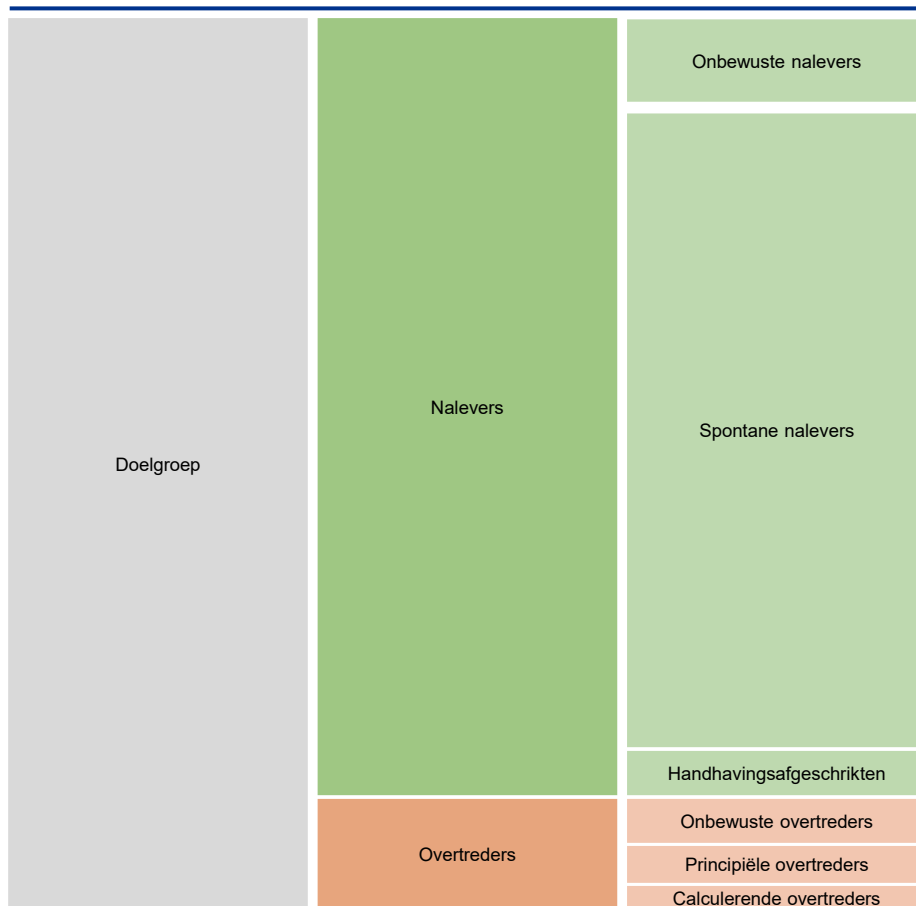 Doelgroep
Nalevers
Overtreders
Onbewuste nalevers
Spontane nalevers
Handhavingsafgeschrikten
Onbewuste overtreders
Principiële overtreders
Calculerende overtreders